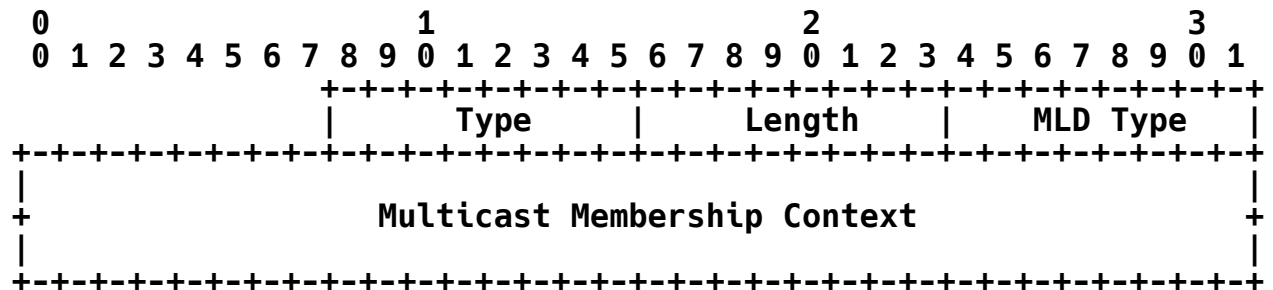 0                   1                   2                   3
 0 1 2 3 4 5 6 7 8 9 0 1 2 3 4 5 6 7 8 9 0 1 2 3 4 5 6 7 8 9 0 1
                +-+-+-+-+-+-+-+-+-+-+-+-+-+-+-+-+-+-+-+-+-+-+-+-+
                |      Type     |     Length    |    MLD Type   |
+-+-+-+-+-+-+-+-+-+-+-+-+-+-+-+-+-+-+-+-+-+-+-+-+-+-+-+-+-+-+-+-+
|                                                               |
+                  Multicast Membership Context                 +
|                                                               |
+-+-+-+-+-+-+-+-+-+-+-+-+-+-+-+-+-+-+-+-+-+-+-+-+-+-+-+-+-+-+-+-+